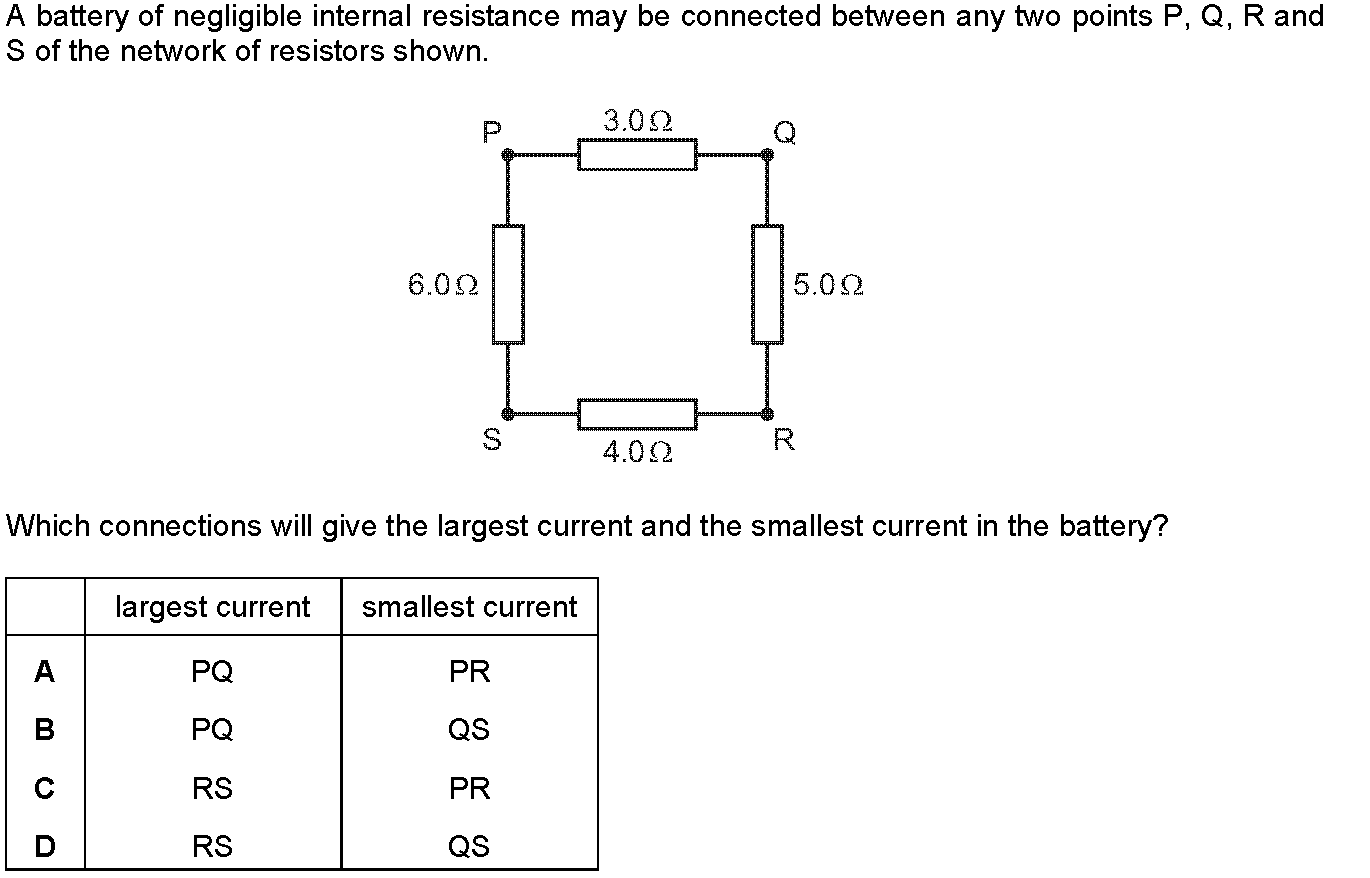 A battery of negligible internal resistance may be connected between any two points P, Q, R and
S of the network of resistors shown.
P
3.0Ω
Q
6.0Ω
5.0Ω
S
4.0Ω
R
Which connections will give the largest current and the smallest current in the battery?
largest current smallest current
A PQ PR
B PQ QS
C RS PR
D RS QS